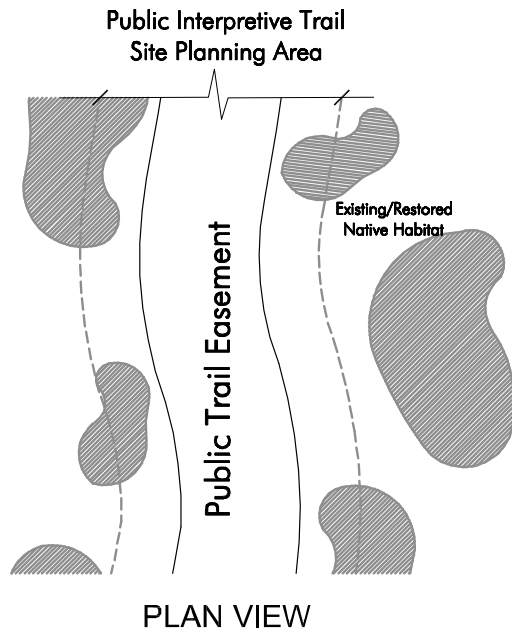 Public Interpretive Trail
Site Planning Area
Existing/Restored
Native Habitat
Public Trail Easement
PLAN VIEW